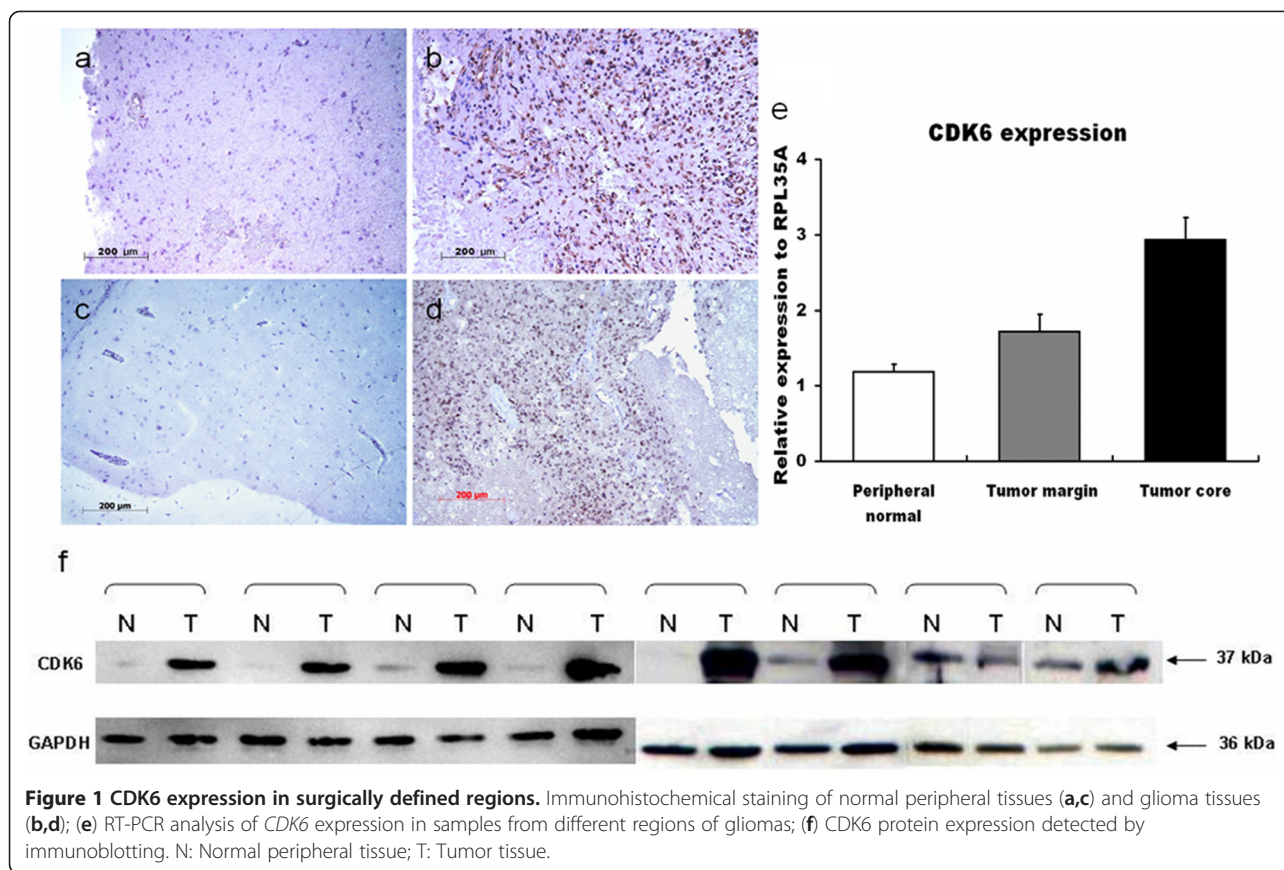 a
b
200 µm
200 µm
c
d
200 µm
200 µm
e
CDK6 expression
Relative expression to RPL35A
4
3
2
1
0
Peripheral normal
Tumor margin
Tumor core
f
N T N T N T N T N T N T N T N T
CDK6
37 kDa
GAPDH
36 kDa
Figure 1 CDK6 expression in surgically defined regions. Immunohistochemical staining of normal peripheral tissues (a,c) and glioma tissues
(b,d); (e) RT-PCR analysis of CDK6 expression in samples from different regions of gliomas; (f) CDK6 protein expression detected by
immunoblotting. N: Normal peripheral tissue; T: Tumor tissue.